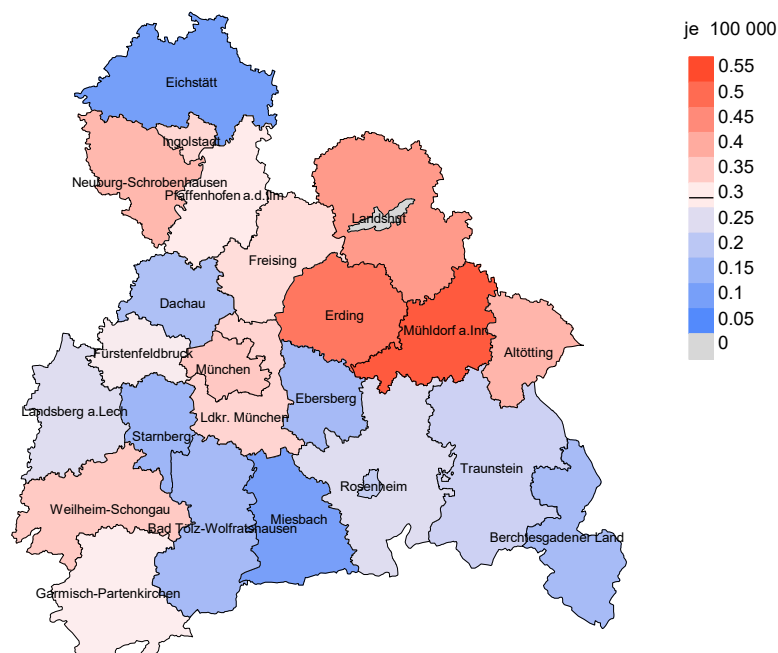 je 100 000
0.55
0.5
0.45
0.4
0.35
0.3
0.25
0.2
0.15
0.1
0.05
0
Eichstätt
Ingolstadt
Neuburg-Schrobenhausen
Pfaffenhofen a.d.Ilm
Landshut
Freising
Dachau
Erding
Mühldorf a.Inn
Fürstenfeldbruck
München
Altötting
Ebersberg
Landsberg a.Lech
Ldkr. München
Starnberg
Traunstein
Rosenheim
Weilheim-Schongau
Miesbach
Bad Tölz-Wolfratshausen
Berchtesgadener Land
Garmisch-Partenkirchen